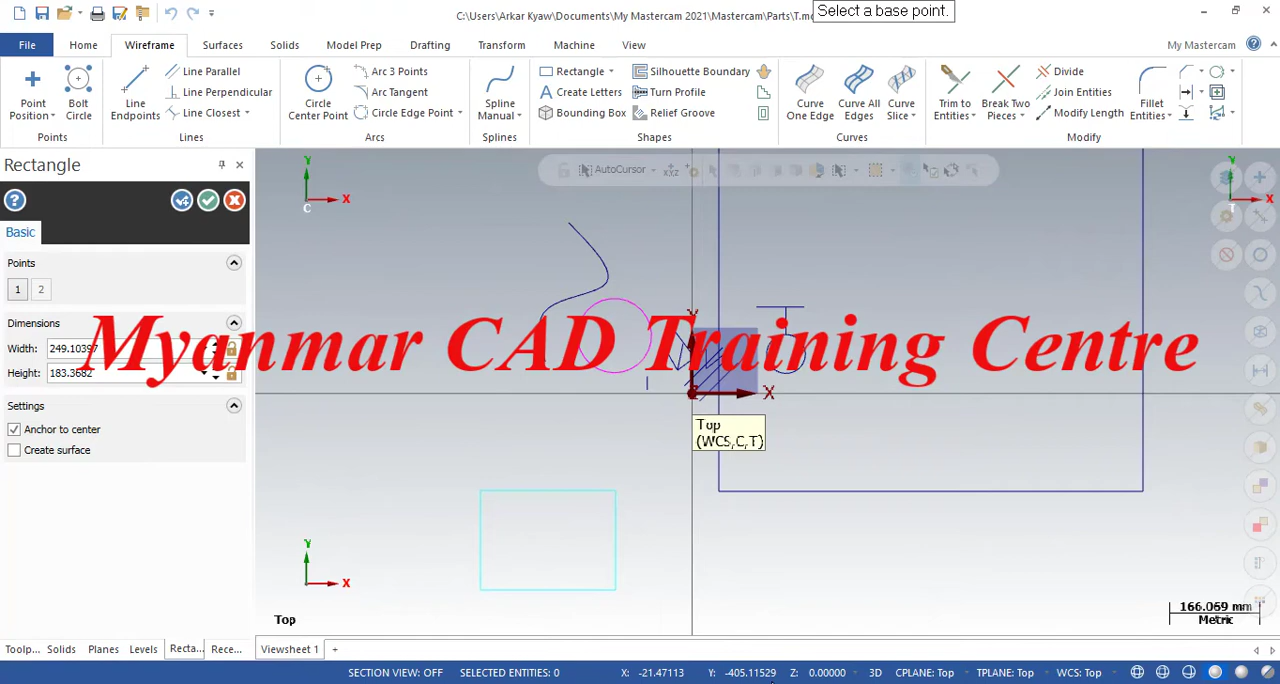 C:\Users\Arkar Kyaw\Documents\My Mastercam 2021\Mastercam\Parts\T.mc
Select a base point.
File Home Wireframe Surfaces Solids Model Prep Drafting Transform Machine View My Mastercam
Point Position
Bolt Circle
Points
Line Endpoints
Line Parallel
Line Perpendicular
Line Closest
Lines
Circle Center Point
Arc 3 Points
Arc Tangent
Circle Edge Point
Arcs
Spline Manual
Splines
Rectangle
Create Letters
Bounding Box
Silhouette Boundary
Turn Profile
Relief Groove
Shapes
Curve One Edge
Curve All Edges
Curve Slice
Curves
Trim to Entities
Break Two Pieces
Divide
Join Entities
Modify Length
Fillet Entities
Modify
Rectangle
Basic
Points
1 2
Dimensions
Width: 249.10397
Height:
Settings
Anchor to center
Create surface
AutoCursor
Y
X
C
Y
X
T
Myanmar CAD Training Centre
X
Top
(WCS,C,T)
Y
X
Top
166.069 mm
Metric
Toolp... Solids Planes Levels Recta... Rece...
Viewsheet 1 +
SECTION VIEW: OFF SELECTED ENTITIES: 0 X: -21.47113 Y: -405.11529 Z: 0.00000 3D CPLANE: Top TPLANE: Top WCS: Top